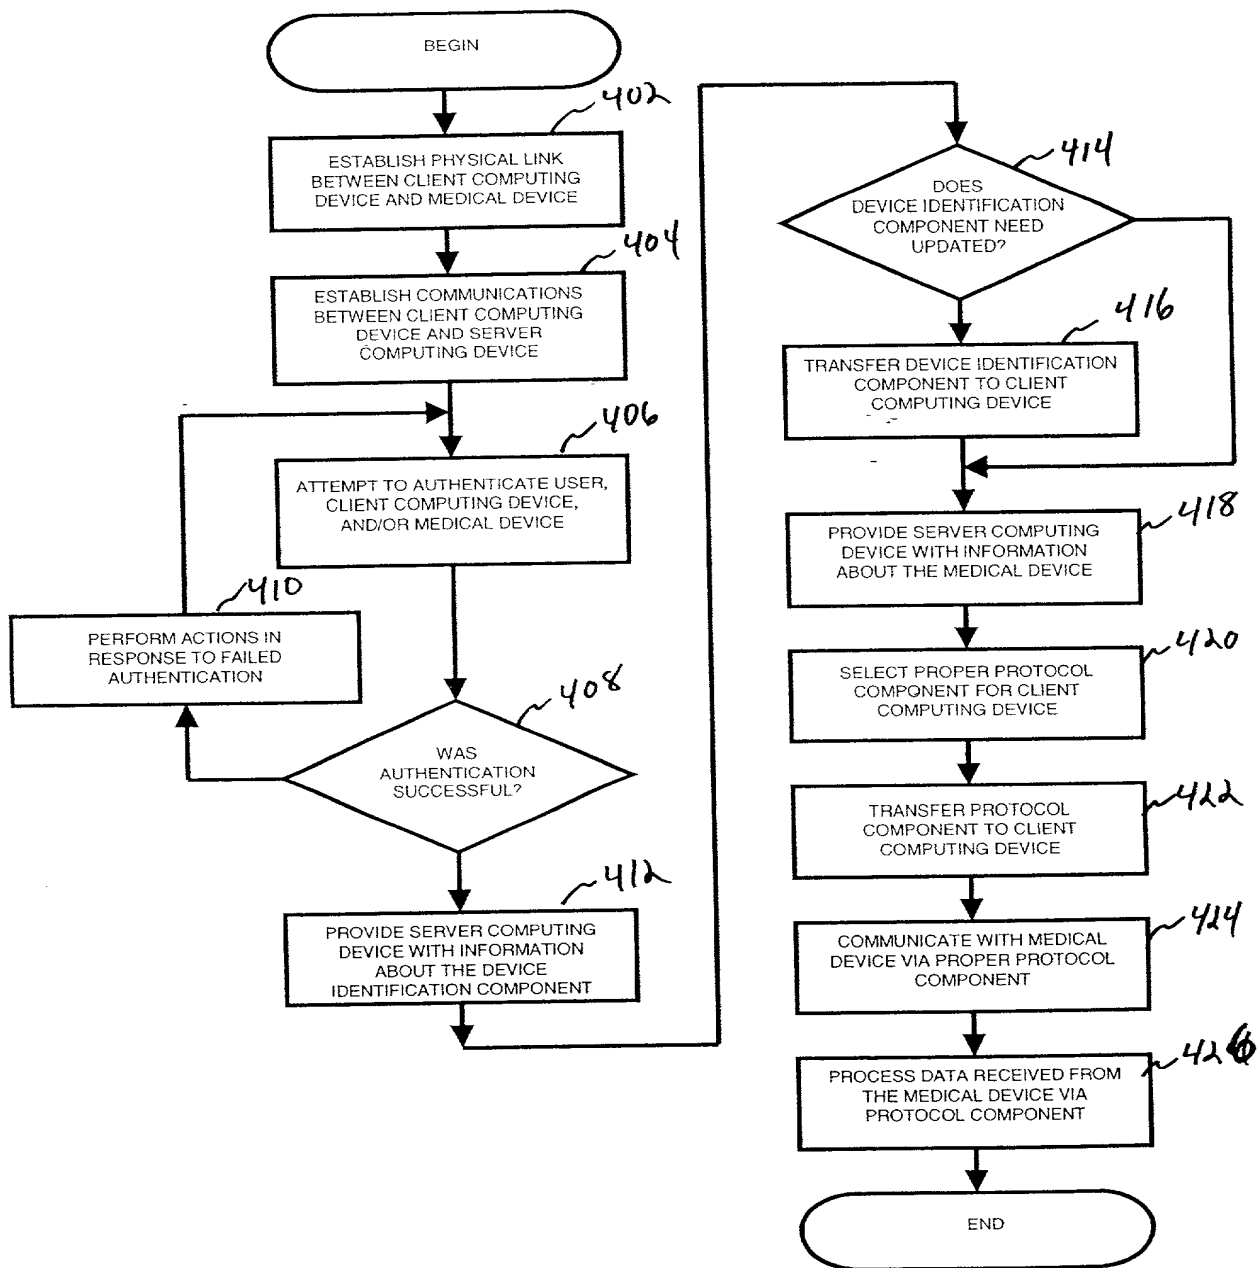 BEGIN
402
ESTABLISH PHYSICAL LINK
BETWEEN CLIENT COMPUTING
DEVICE AND MEDICAL DEVICE
404
ESTABLISH COMMUNICATIONS
BETWEEN CLIENT COMPUTING
DEVICE AND SERVER
COMPUTING DEVICE
406
ATTEMPT TO AUTHENTICATE USER,
CLIENT COMPUTING DEVICE,
AND/OR MEDICAL DEVICE
410
PERFORM ACTIONS IN
RESPONSE TO FAILED
AUTHENTICATION
408
WAS
AUTHENTICATION
SUCCESSFUL?
412
PROVIDE SERVER COMPUTING
DEVICE WITH INFORMATION
ABOUT THE DEVICE
IDENTIFICATION COMPONENT
414
DOES
DEVICE IDENTIFICATION
COMPONENT NEED
UPDATED?
416
TRANSFER DEVICE IDENTIFICATION
COMPONENT TO CLIENT
COMPUTING DEVICE
418
PROVIDE SERVER COMPUTING
DEVICE WITH INFORMATION
ABOUT THE MEDICAL DEVICE
420
SELECT PROPER PROTOCOL
COMPONENT FOR CLIENT
COMPUTING DEVICE
422
TRANSFER PROTOCOL
COMPONENT TO CLIENT
COMPUTING DEVICE
424
COMMUNICATE WITH MEDICAL
DEVICE VIA PROPER PROTOCOL
COMPONENT
426
PROCESS DATA RECEIVED FROM
THE MEDICAL DEVICE VIA
PROTOCOL COMPONENT
END